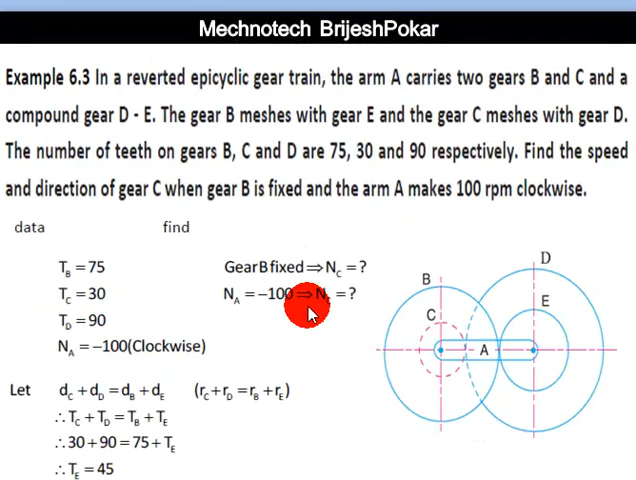 Mechnotech BrijeshPokar
Example 6.3 In a reverted epicyclic gear train, the arm A carries two gears B and C and a
compound gear D - E. The gear B meshes with gear E and the gear C meshes with gear D.
The number of teeth on gears B, C and D are 75, 30 and 90 respectively. Find the speed
and direction of gear C when gear B is fixed and the arm A makes 100 rpm clockwise.
data find
T_B = 75
T_C = 30
T_D = 90
N_A = −100(Clockwise)
Gear B fixed ⇒ N_C = ?
N_A = −100 ⇒ N_C = ?
Let d_C + d_D = d_B + d_E (r_C + r_D = r_B + r_E)
∴ T_C + T_D = T_B + T_E
∴ 30 + 90 = 75 + T_E
∴ T_E = 45
D
B
E
C
A